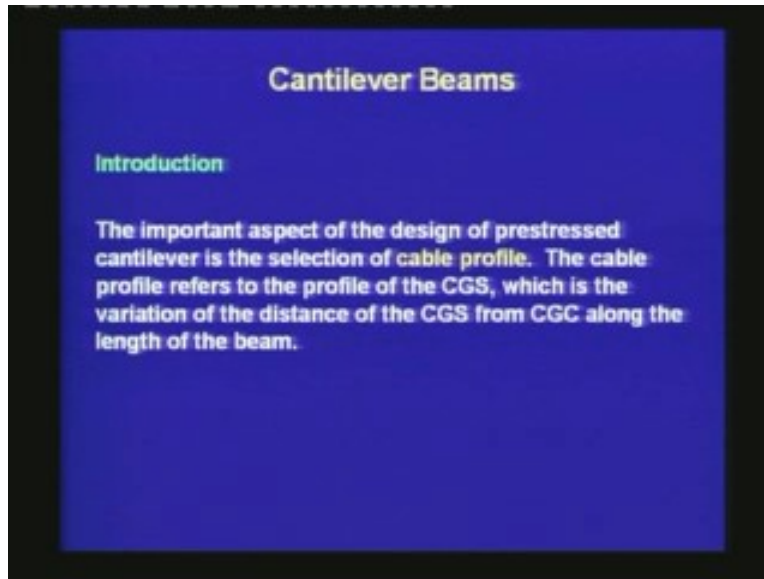 Cantilever Beams
Introduction
The important aspect of the design of prestressed
cantilever is the selection of cable profile. The cable
profile refers to the profile of the CGS, which is the
variation of the distance of the CGS from CGC along the
length of the beam.